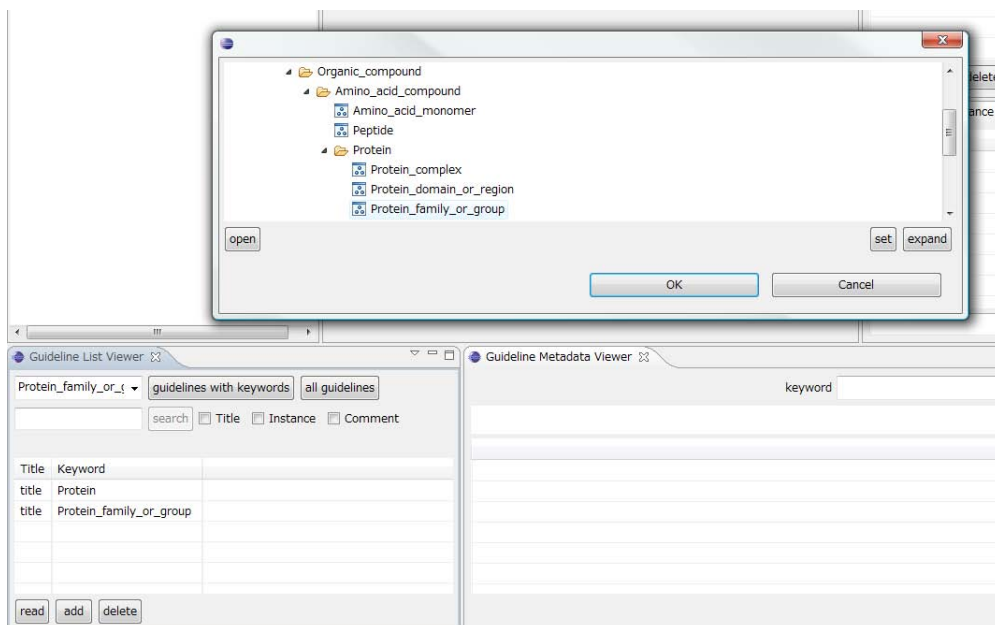 Organic_compound
Amino_acid_compound
Amino_acid_monomer
Peptide
Protein
Protein_complex
Protein_domain_or_region
Protein_family_or_group
open
set
expand
OK
Cancel
Guideline List Viewer
Guideline Metadata Viewer
guidelines with keywords
all guidelines
keyword
search
Title
Instance
Comment
Title Keyword
title Protein
title Protein_family_or_group
read
add
delete